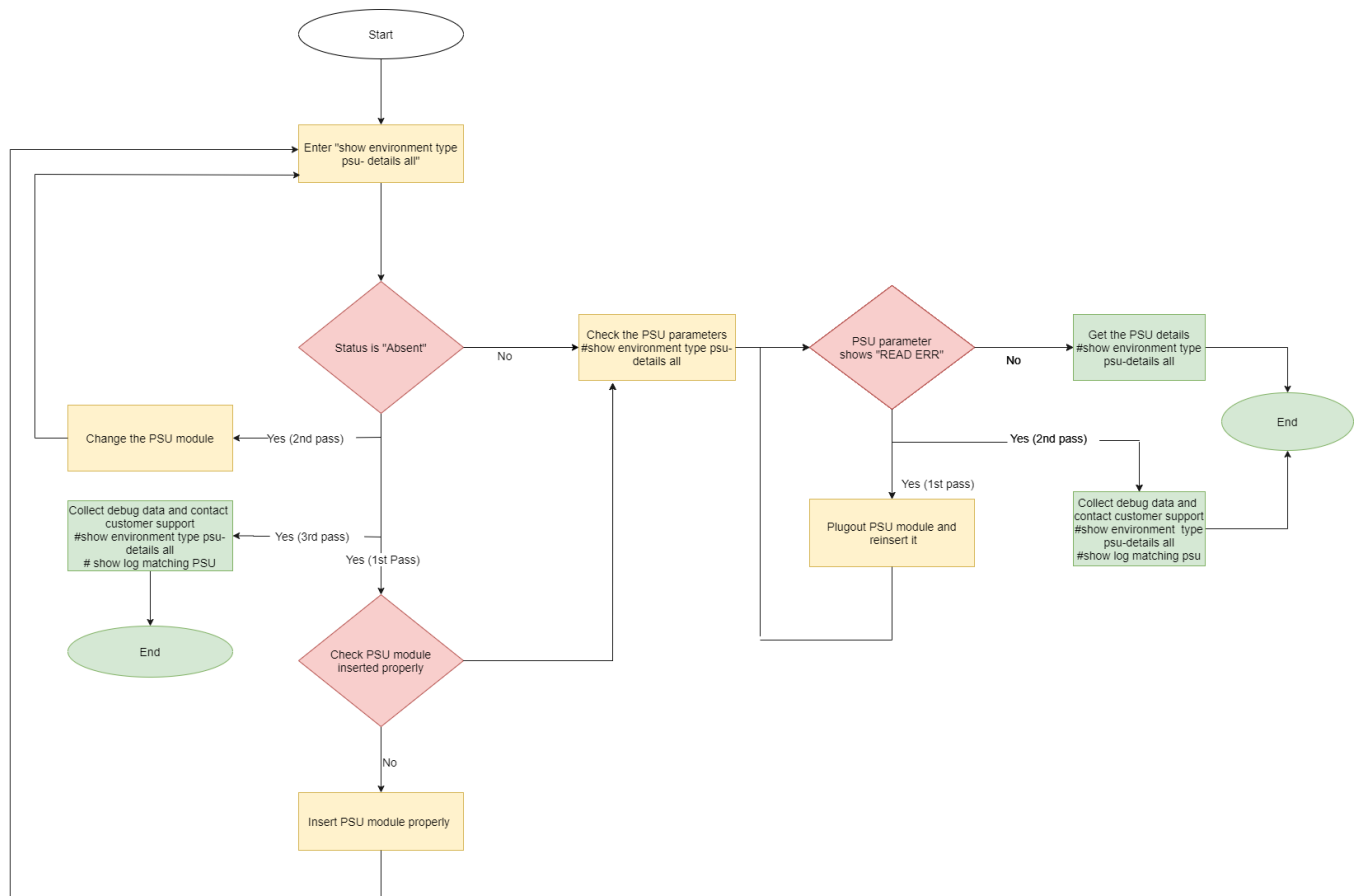 Start
Enter "show environment type
psu- details all"
Status is "Absent"
No
Check the PSU parameters
#show environment type psu-
details all
PSU parameter
shows "READ ERR"
No
Get the PSU details
#show environment type
psu-details all
End
Yes (2nd pass)
Change the PSU module
Yes (2nd pass)
Yes (1st pass)
Plugout PSU module and
reinsert it
Collect debug data and
contact customer support
#show environment  type
psu-details all
#show log matching psu
Collect debug data and contact
customer support
#show environment type psu-
details all
# show log matching PSU
Yes (3rd pass)
Yes (1st Pass)
End
Check PSU module
inserted properly
No
Insert PSU module properly